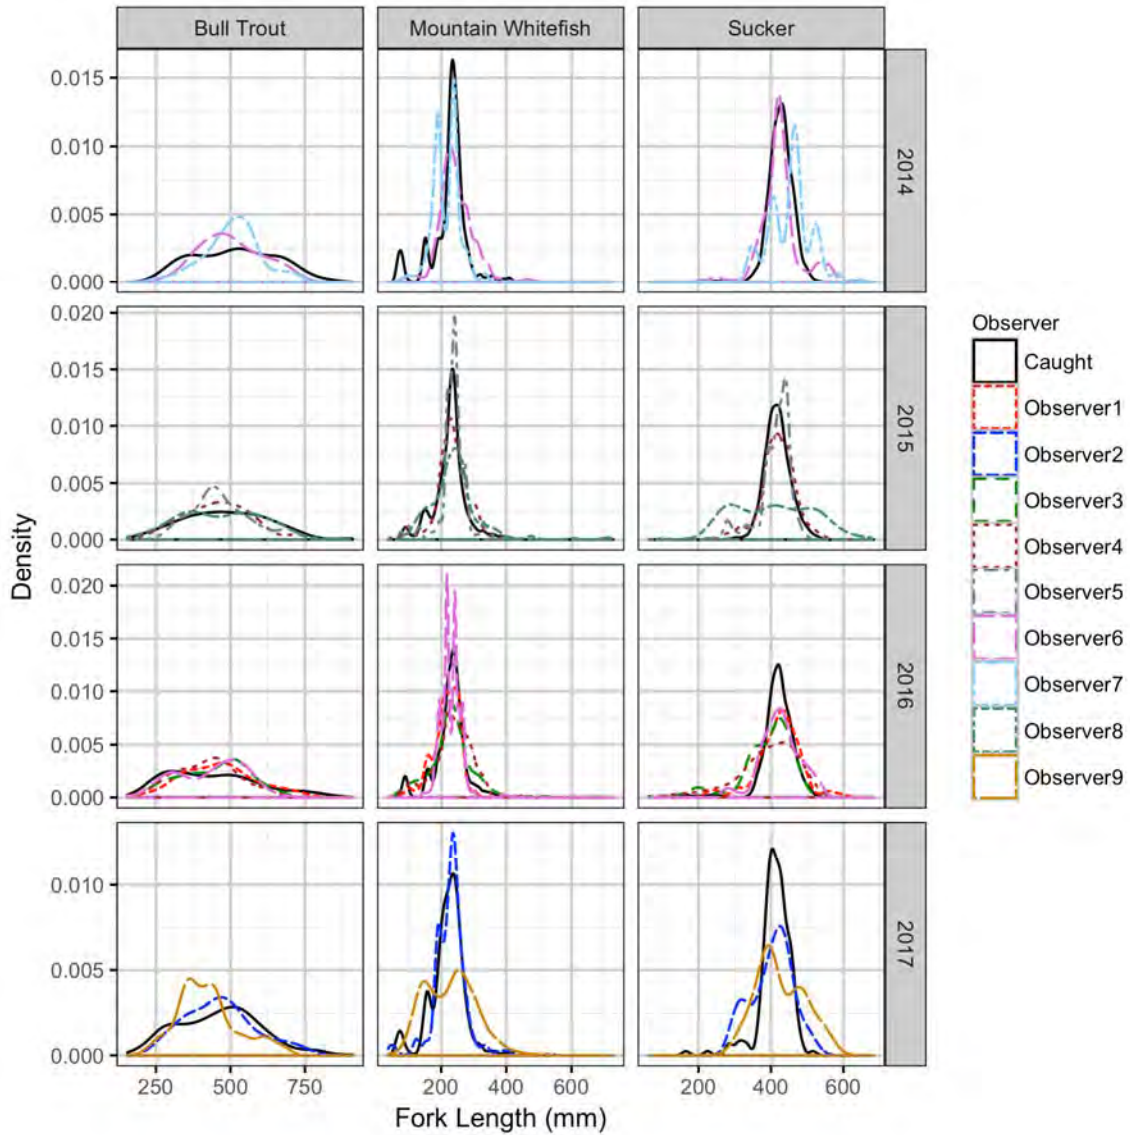 Bull Trout
Mountain Whitefish
Sucker
0.015
0.010
0.005
0.000
2014
0.020
0.015
0.010
0.005
0.000
2015
0.020
0.015
0.010
0.005
0.000
2016
0.010
0.005
0.000
2017
250
500
750
200
400
600
200
400
600
Density
Fork Length (mm)
Observer
Caught
Observer1
Observer2
Observer3
Observer4
Observer5
Observer6
Observer7
Observer8
Observer9